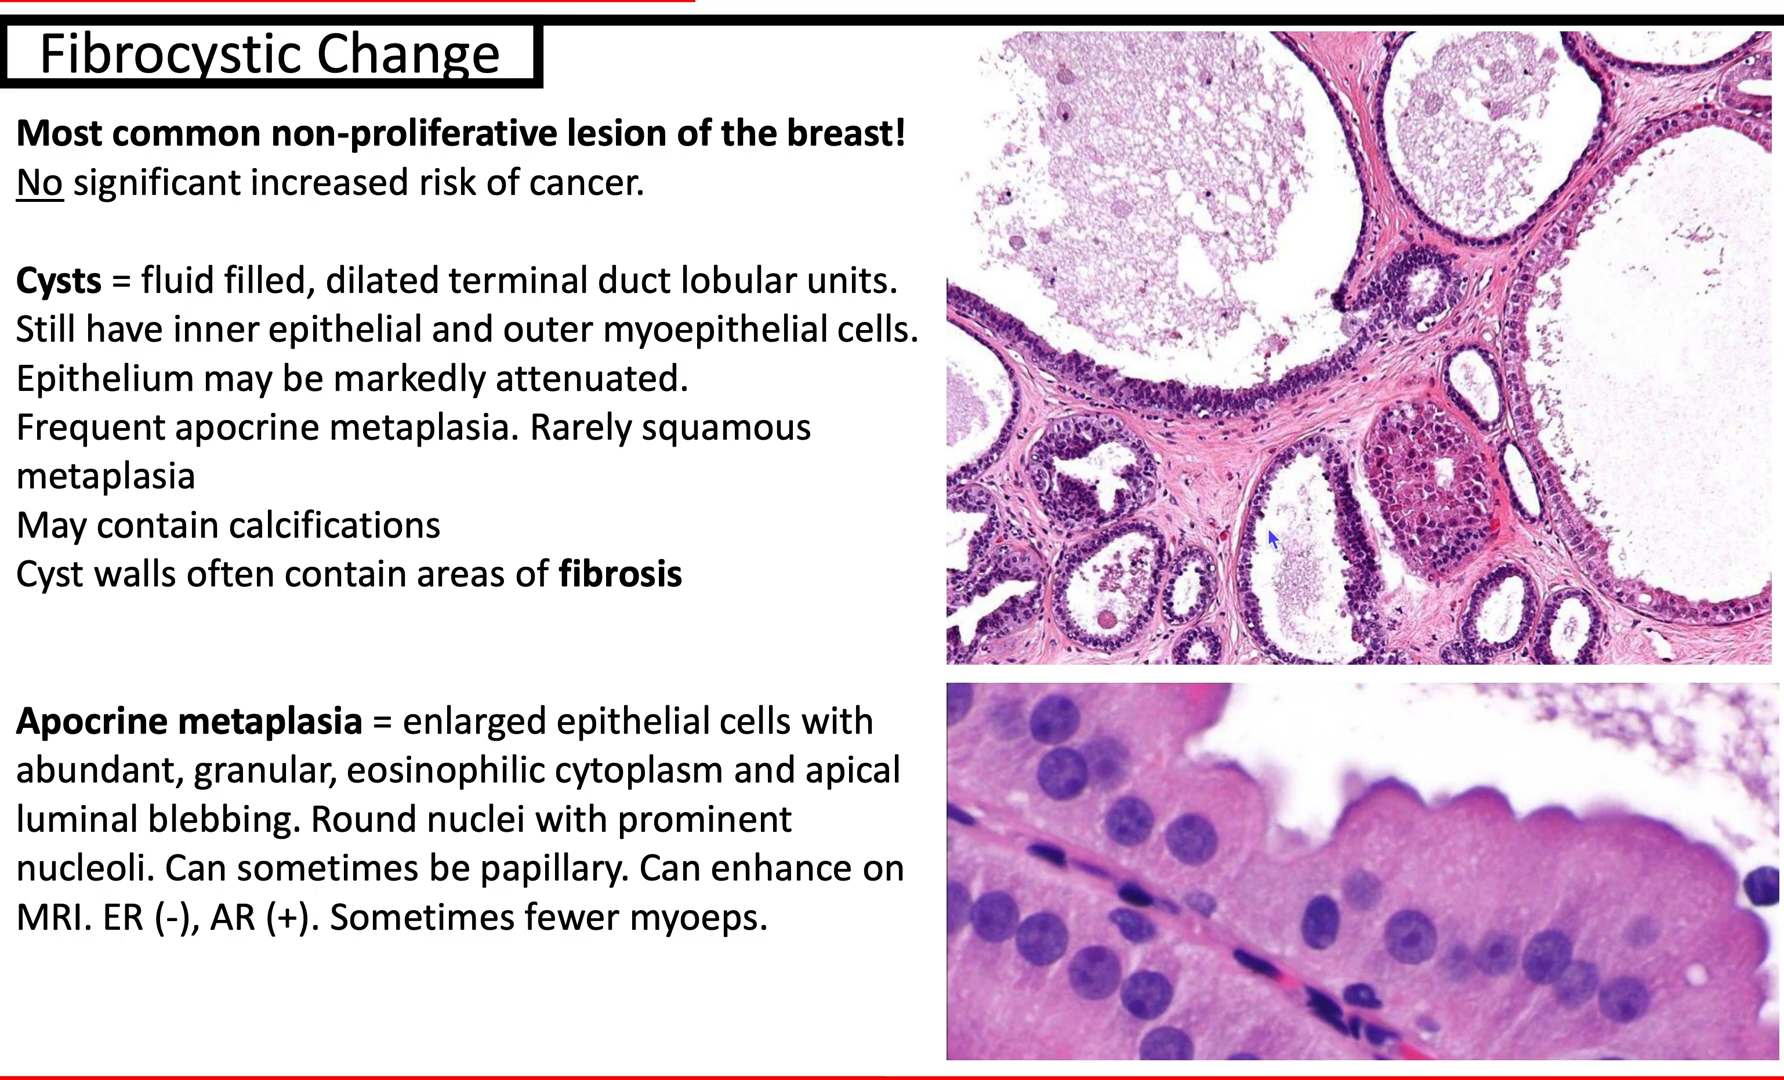 Fibrocystic Change
Most common non-proliferative lesion of the breast!
No significant increased risk of cancer.
Cysts = fluid filled, dilated terminal duct lobular units.
Still have inner epithelial and outer myoepithelial cells.
Epithelium may be markedly attenuated.
Frequent apocrine metaplasia. Rarely squamous
metaplasia
May contain calcifications
Cyst walls often contain areas of fibrosis
Apocrine metaplasia = enlarged epithelial cells with
abundant, granular, eosinophilic cytoplasm and apical
luminal blebbing. Round nuclei with prominent
nucleoli. Can sometimes be papillary. Can enhance on
MRI. ER (-), AR (+). Sometimes fewer myoeps.